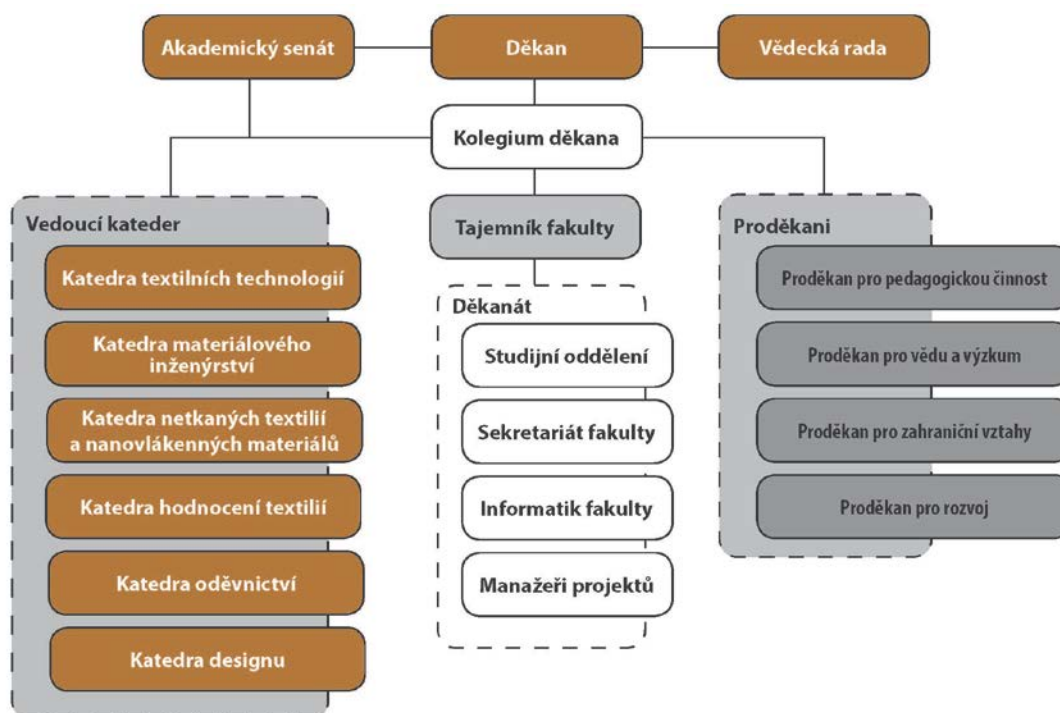 Akademický senát
Děkan
Vědecká rada
Kolegium děkana
Vedoucí kateder
Katedra textilních technologií
Katedra materiálového
inženýrství
Katedra netkaných textilií
a nanovlákenných materiálů
Katedra hodnocení textilií
Katedra oděvnictví
Katedra designu
Tajemník fakulty
Děkanát
Studijní oddělení
Sekretariát fakulty
Informatik fakulty
Manažeři projektů
Proděkani
Proděkan pro pedagogickou činnost
Proděkan pro vědu a výzkum
Proděkan pro zahraniční vztahy
Proděkan pro rozvoj